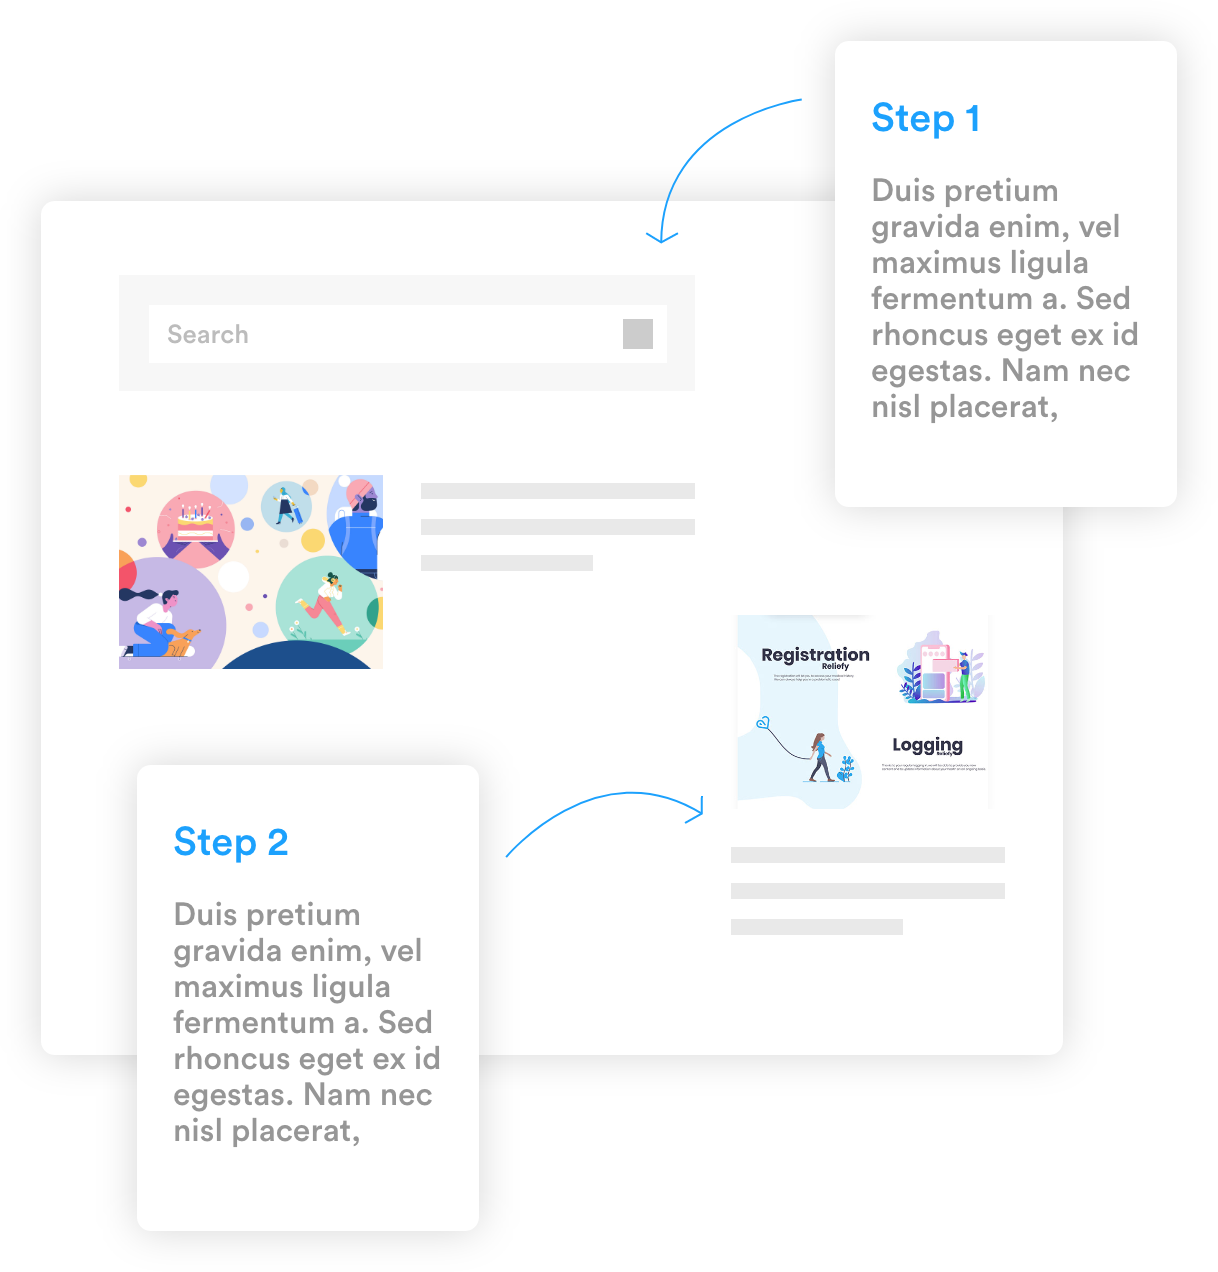 Step 1
Duis pretium
gravida enim, vel
maximus ligula
fermentum a. Sed
rhoncus eget ex id
egestas. Nam nec
nisl placerat,
Search
Registration
Reliefy
Logging
Reliefy
Step 2
Duis pretium
gravida enim, vel
maximus ligula
fermentum a. Sed
rhoncus eget ex id
egestas. Nam nec
nisl placerat,